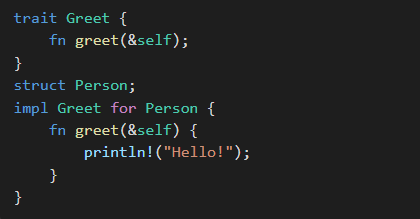 trait Greet {
    fn greet(&self);
}
struct Person;
impl Greet for Person {
    fn greet(&self) {
        println!("Hello!");
    }
}